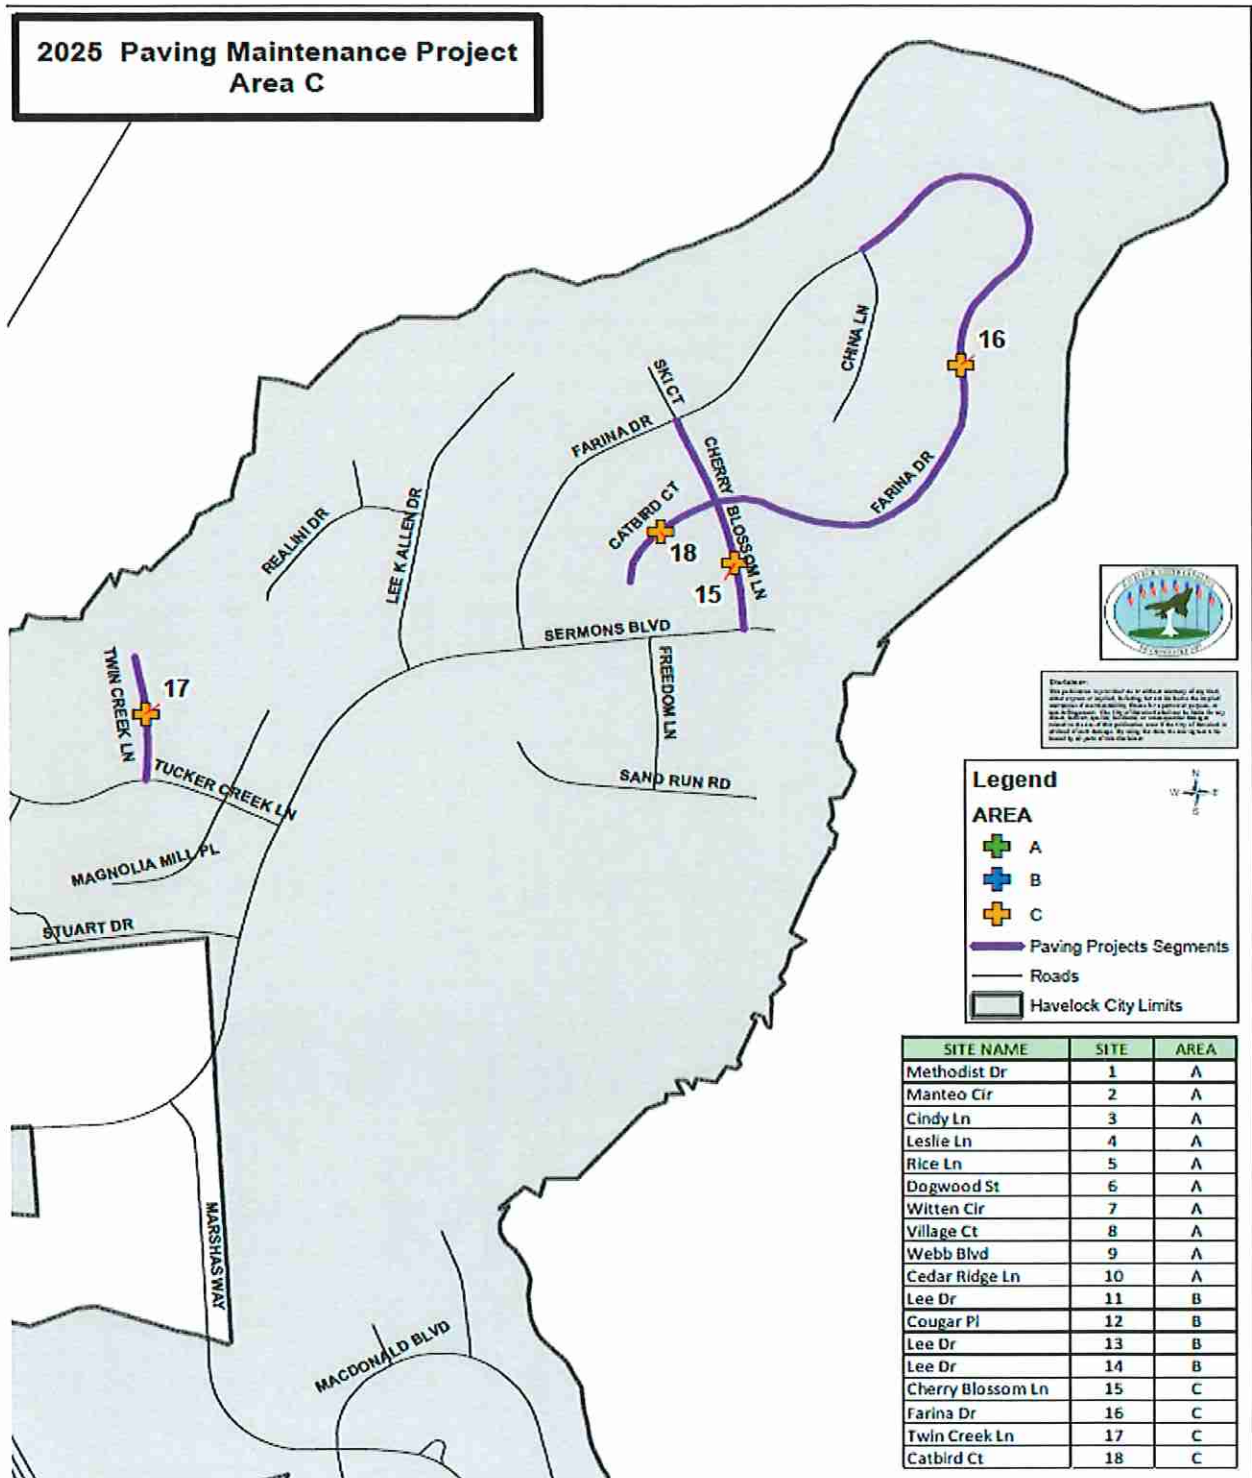 2025 Paving Maintenance Project
Area C
16
CHINA LN
SKI CT
FARINA DR
CHERRY BLOSSOM LN
FARINA DR
CATBIRD CT
18
15
REALINI DR
LEE K ALLEN DR
SERMONS BLVD
FREEDOM LN
TWIN CREEK LN
17
SAND RUN RD
TUCKER CREEK LN
MAGNOLIA MILL PL
STUART DR
MARSHAS WAY
MACDONALD BLVD
Disclaimer:
Legend
N
W E
S
AREA
A
B
C
Paving Projects Segments
Roads
Havelock City Limits
SITE NAME SITE AREA
Methodist Dr 1 A
Manteo Cir 2 A
Cindy Ln 3 A
Leslie Ln 4 A
Rice Ln 5 A
Dogwood St 6 A
Witten Cir 7 A
Village Ct 8 A
Webb Blvd 9 A
Cedar Ridge Ln 10 A
Lee Dr 11 B
Cougar Pl 12 B
Lee Dr 13 B
Lee Dr 14 B
Cherry Blossom Ln 15 C
Farina Dr 16 C
Twin Creek Ln 17 C
Catbird Ct 18 C